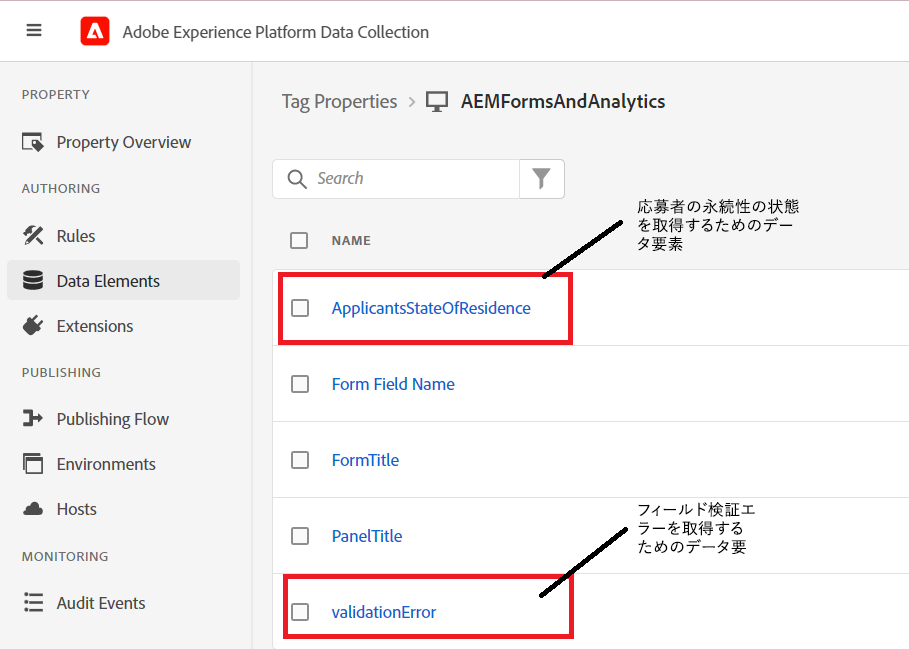 Adobe Experience Platform Data Collection
PROPERTY
Property Overview
AUTHORING
Rules
Data Elements
Extensions
PUBLISHING
Publishing Flow
Environments
Hosts
MONITORING
Audit Events
Tag Properties > AEMFormsAndAnalytics
Search
NAME
応募者の永続性の状態
を取得するためのデー
タ要素
ApplicantsStateOfResidence
Form Field Name
FormTitle
PanelTitle
フィールド検証エ
ラーを取得する
ためのデータ要
validationError